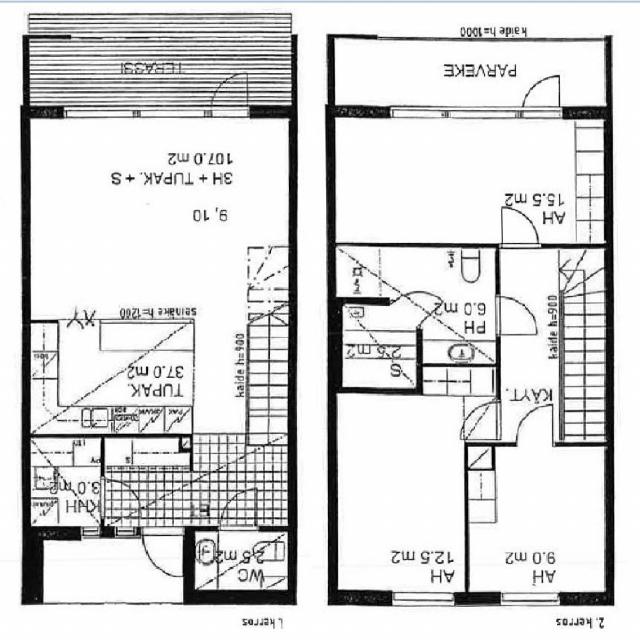 1. kerros
WC
2,5 m2
ET
KHH
3.0 m2
PY
S
TUPAK.
37.0 m2
kaide h=900
seinäke h=1200
9, 10
3H + TUPAK. + S
107.0 m2
TERASSI
2. kerros
AH
9.0 m2
AH
12.5 m2
KÄYT.
S
2,5 m2
PH
6.0 m2
kaide h=900
AH
15.5 m2
PARVEKE
kaide h=1000